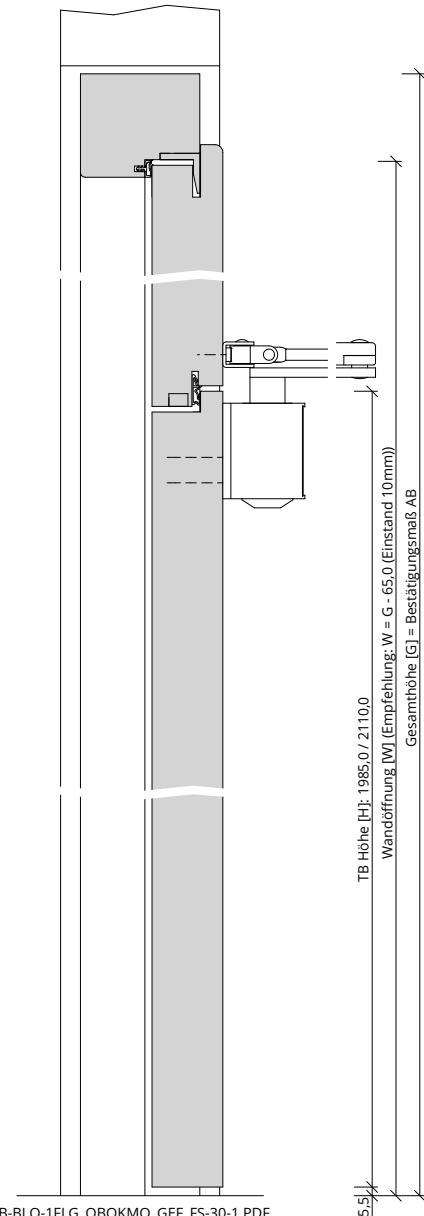 TB Höhe [H]: 1985,0 / 2110,0
Wandöffnung [W] (Empfehlung: W = G - 65,0 (Einstand 10mm))
Gesamthöhe [G] = Bestätigungsmaß AB
5,5
B-BLO-1FLG_OBOKMO_GFF_FS-30-1.PDF